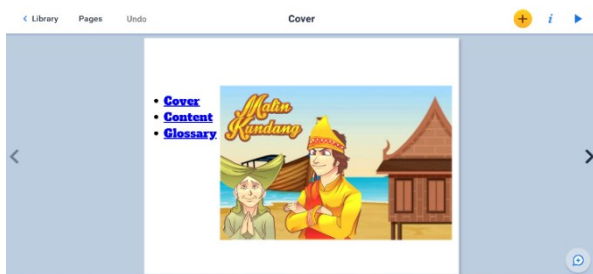 Library Pages Undo Cover i
• Cover
• Content
• Glossary
Malin
Kundang